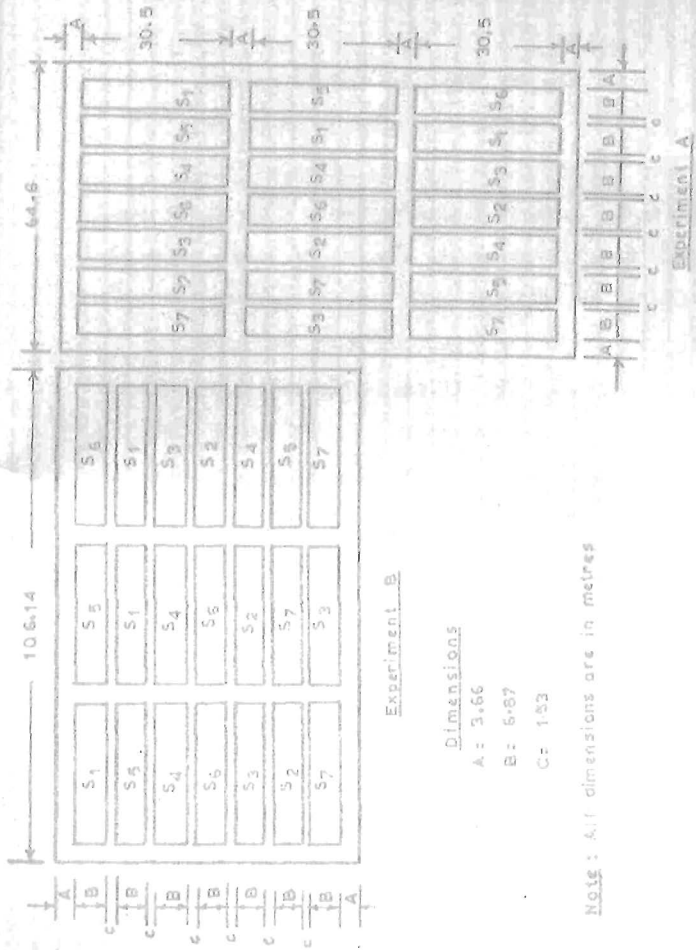 106.14
64.6
A
30.5
A
30.5
A
30.5
A
S1 S5 S6
S5 S1 S1
S4 S4 S3
S6 S6 S2
S3 S2 S4
S2 S7 S5
S7 S3 S7
A
B
C
B
C
B
C
B
C
B
C
B
C
B
A
S7 S7 S3 S6 S4 S5 S1
S3 S7 S2 S6 S4 S1 S5
S7 S5 S4 S2 S3 S1 S6
A B B B B B B B A
C C C C C C
Experiment A
Experiment B
Dimensions
A = 3.66
B = 6.87
C = 1.53
Note : All dimensions are in metres